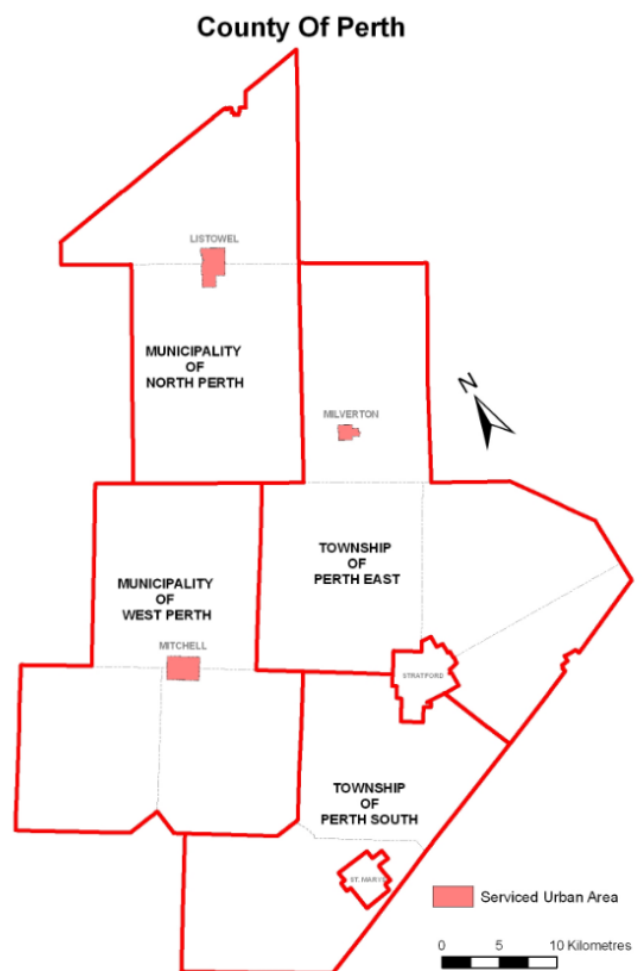 County Of Perth
LISTOWEL
MUNICIPALITY
OF
NORTH PERTH
N
MILVERTON
TOWNSHIP
OF
PERTH EAST
MUNICIPALITY
OF
WEST PERTH
MITCHELL
STRATFORD
TOWNSHIP
OF
PERTH SOUTH
ST. MARYS
Serviced Urban Area
0 5 10 Kilometres